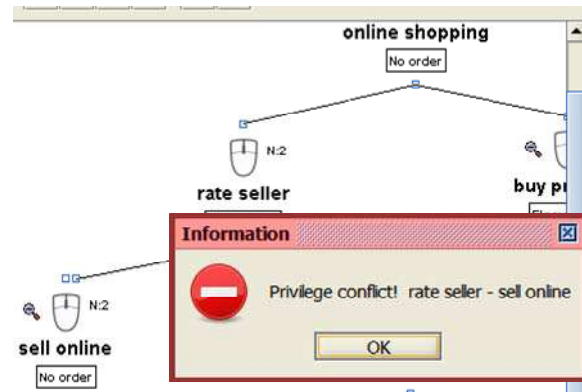 online shopping
No order
N:2
rate seller
buy pr
Information
Privilege conflict! rate seller - sell online
OK
N:2
sell online
No order